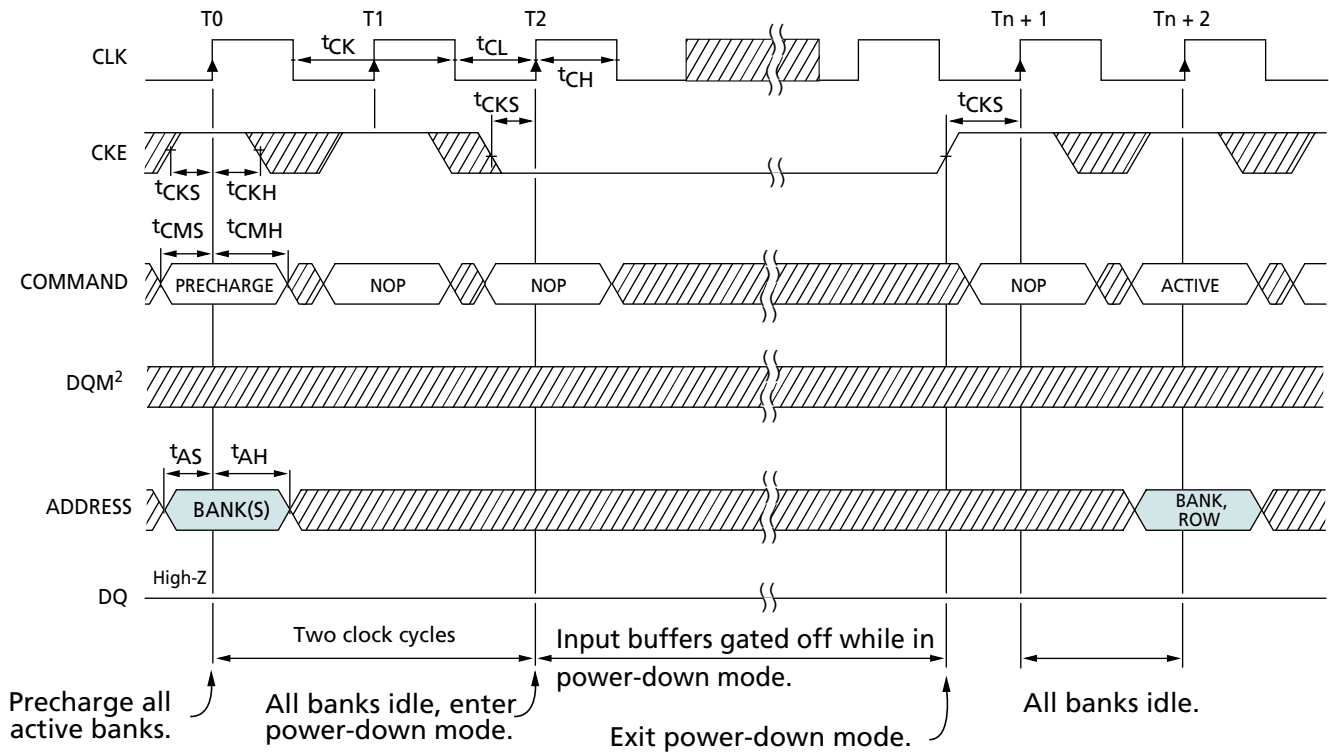 T0 T1 T2 Tn + 1 Tn + 2
CLK
tCK tCL
tCH
tCKS tCKS
CKE
tCKS tCKH
tCMS tCMH
COMMAND PRECHARGE NOP NOP NOP ACTIVE
DQM2
tAS tAH
ADDRESS BANK(S) BANK,
ROW
High-Z
DQ
Two clock cycles
Input buffers gated off while in
power-down mode.
Precharge all
active banks.
All banks idle, enter
power-down mode.
Exit power-down mode.
All banks idle.